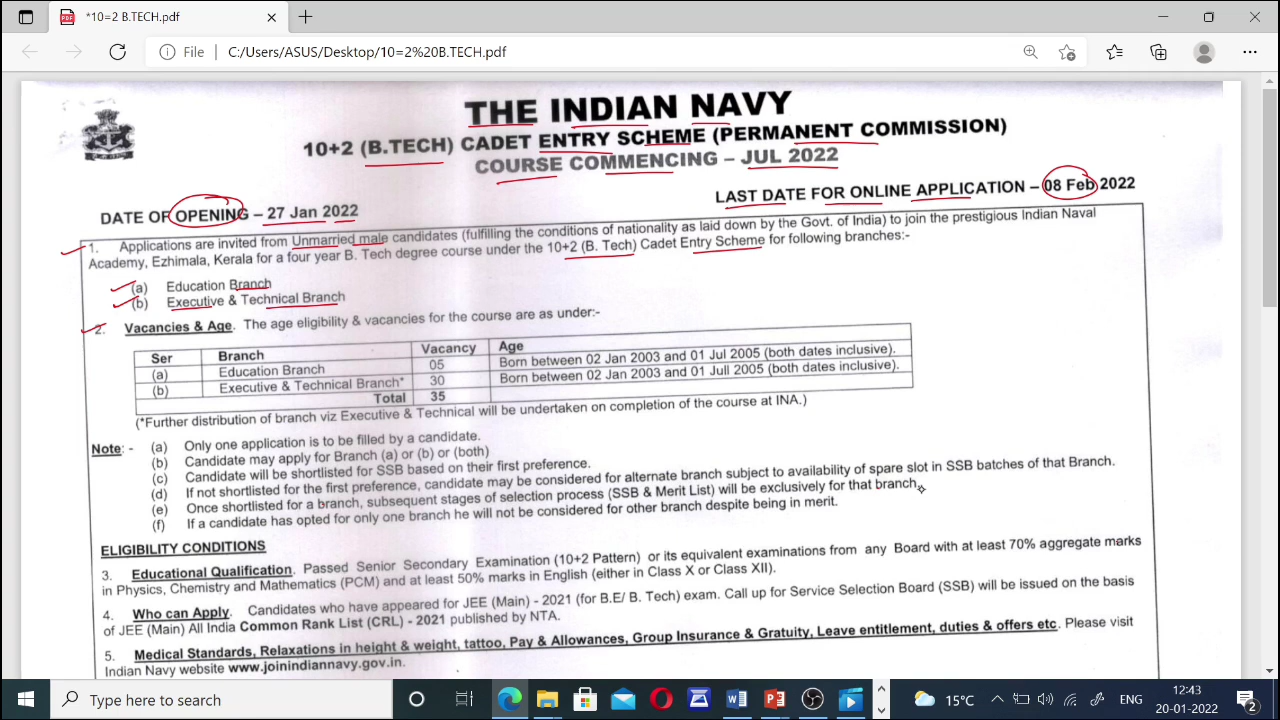 *10=2 B.TECH.pdf
File C:/Users/ASUS/Desktop/10=2%20B.TECH.pdf
THE INDIAN NAVY
10+2 (B.TECH) CADET ENTRY SCHEME (PERMANENT COMMISSION)
COURSE COMMENCING – JUL 2022
LAST DATE FOR ONLINE APPLICATION – 08 Feb 2022
DATE OF OPENING – 27 Jan 2022
1. Applications are invited from Unmarried male candidates (fulfilling the conditions of nationality as laid down by the Govt. of India) to join the prestigious Indian Naval
Academy, Ezhimala, Kerala for a four year B. Tech degree course under the 10+2 (B. Tech) Cadet Entry Scheme for following branches:-
(a) Education Branch
(b) Executive & Technical Branch
2. Vacancies & Age. The age eligibility & vacancies for the course are as under:-
Ser Branch Vacancy Age
(a) Education Branch 05 Born between 02 Jan 2003 and 01 Jul 2005 (both dates inclusive).
(b) Executive & Technical Branch* 30 Born between 02 Jan 2003 and 01 Jull 2005 (both dates inclusive).
Total 35
(*Further distribution of branch viz Executive & Technical will be undertaken on completion of the course at INA.)
Note: - (a) Only one application is to be filled by a candidate.
(b) Candidate may apply for Branch (a) or (b) or (both)
(c) Candidate will be shortlisted for SSB based on their first preference.
(d) If not shortlisted for the first preference, candidate may be considered for alternate branch subject to availability of spare slot in SSB batches of that Branch.
(e) Once shortlisted for a branch, subsequent stages of selection process (SSB & Merit List) will be exclusively for that branch.
(f) If a candidate has opted for only one branch he will not be considered for other branch despite being in merit.
ELIGIBILITY CONDITIONS
3. Educational Qualification. Passed Senior Secondary Examination (10+2 Pattern) or its equivalent examinations from any Board with at least 70% aggregate marks
in Physics, Chemistry and Mathematics (PCM) and at least 50% marks in English (either in Class X or Class XII).
4. Who can Apply. Candidates who have appeared for JEE (Main) - 2021 (for B.E/ B. Tech) exam. Call up for Service Selection Board (SSB) will be issued on the basis
of JEE (Main) All India Common Rank List (CRL) - 2021 published by NTA.
5. Medical Standards, Relaxations in height & weight, tattoo, Pay & Allowances, Group Insurance & Gratuity, Leave entitlement, duties & offers etc. Please visit
Indian Navy website www.joinindiannavy.gov.in.
Type here to search
15°C
ENG
12:43
20-01-2022
2